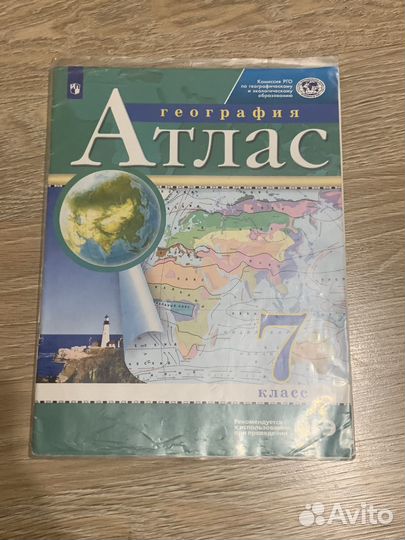 Комиссия РГО
по географическому
и экологическому
образованию
география
Атлас
7
класс
Рекомендуется
к использованию
при проведении
Avito